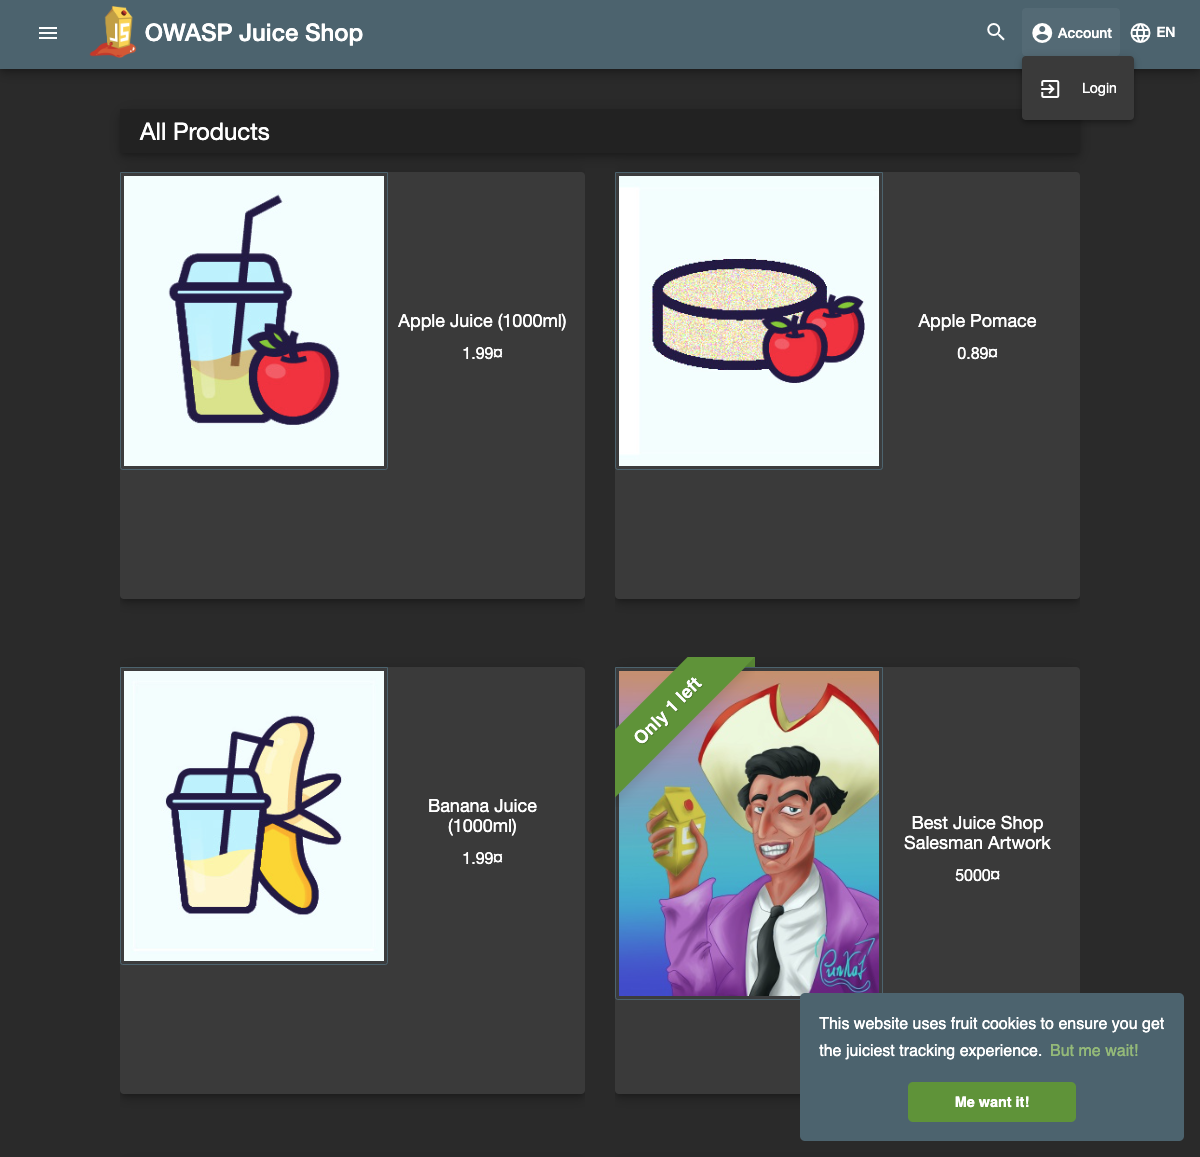 OWASP Juice Shop
Account
EN
Login
All Products
Apple Juice (1000ml)
1.99¤
Apple Pomace
0.89¤
Banana Juice
(1000ml)
1.99¤
Only 1 left
Best Juice Shop
Salesman Artwork
5000¤
This website uses fruit cookies to ensure you get
the juiciest tracking experience. But me wait!
Me want it!